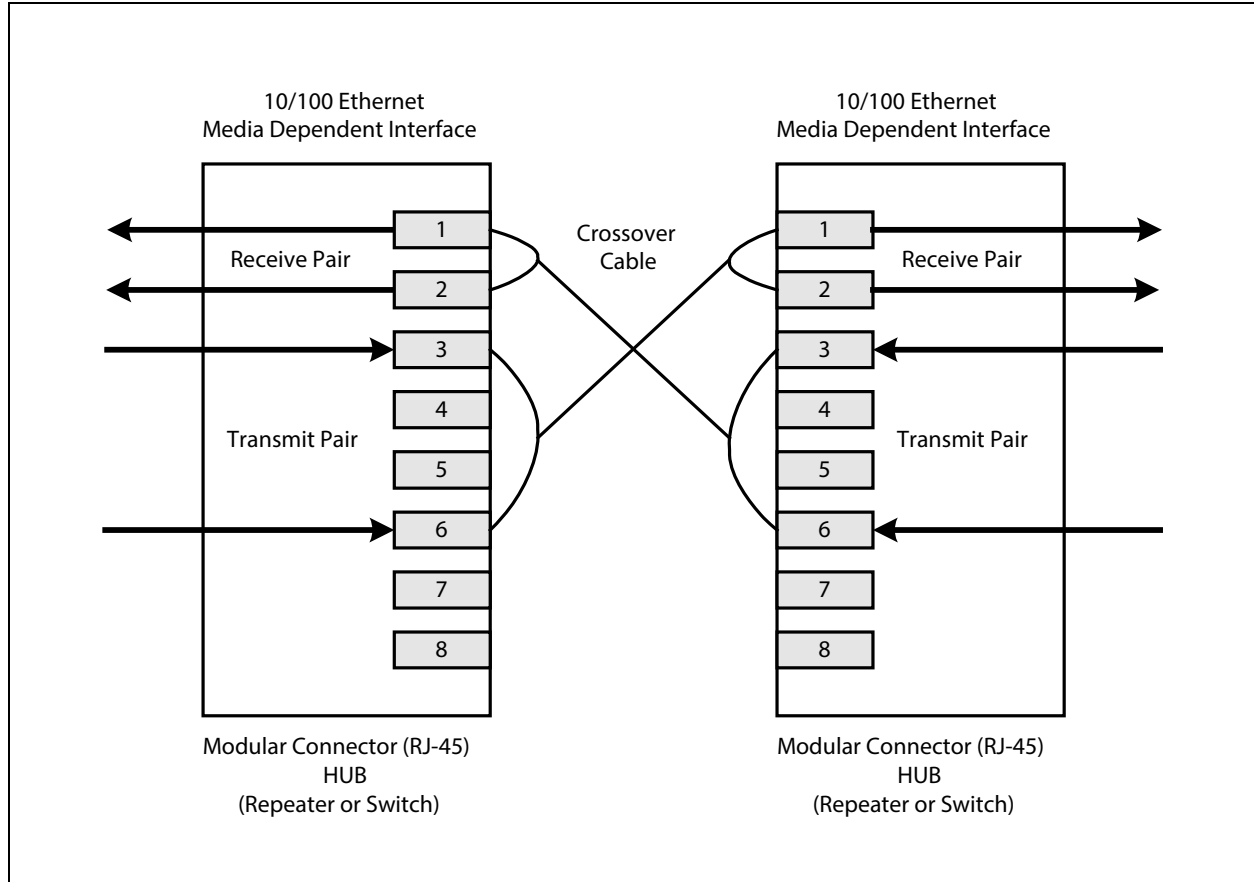 10/100 Ethernet
Media Dependent Interface
10/100 Ethernet
Media Dependent Interface
1
Receive Pair
2
3
4
Transmit Pair
5
6
7
8
Crossover
Cable
1
Receive Pair
2
3
4
Transmit Pair
5
6
7
8
Modular Connector (RJ-45)
HUB
(Repeater or Switch)
Modular Connector (RJ-45)
HUB
(Repeater or Switch)